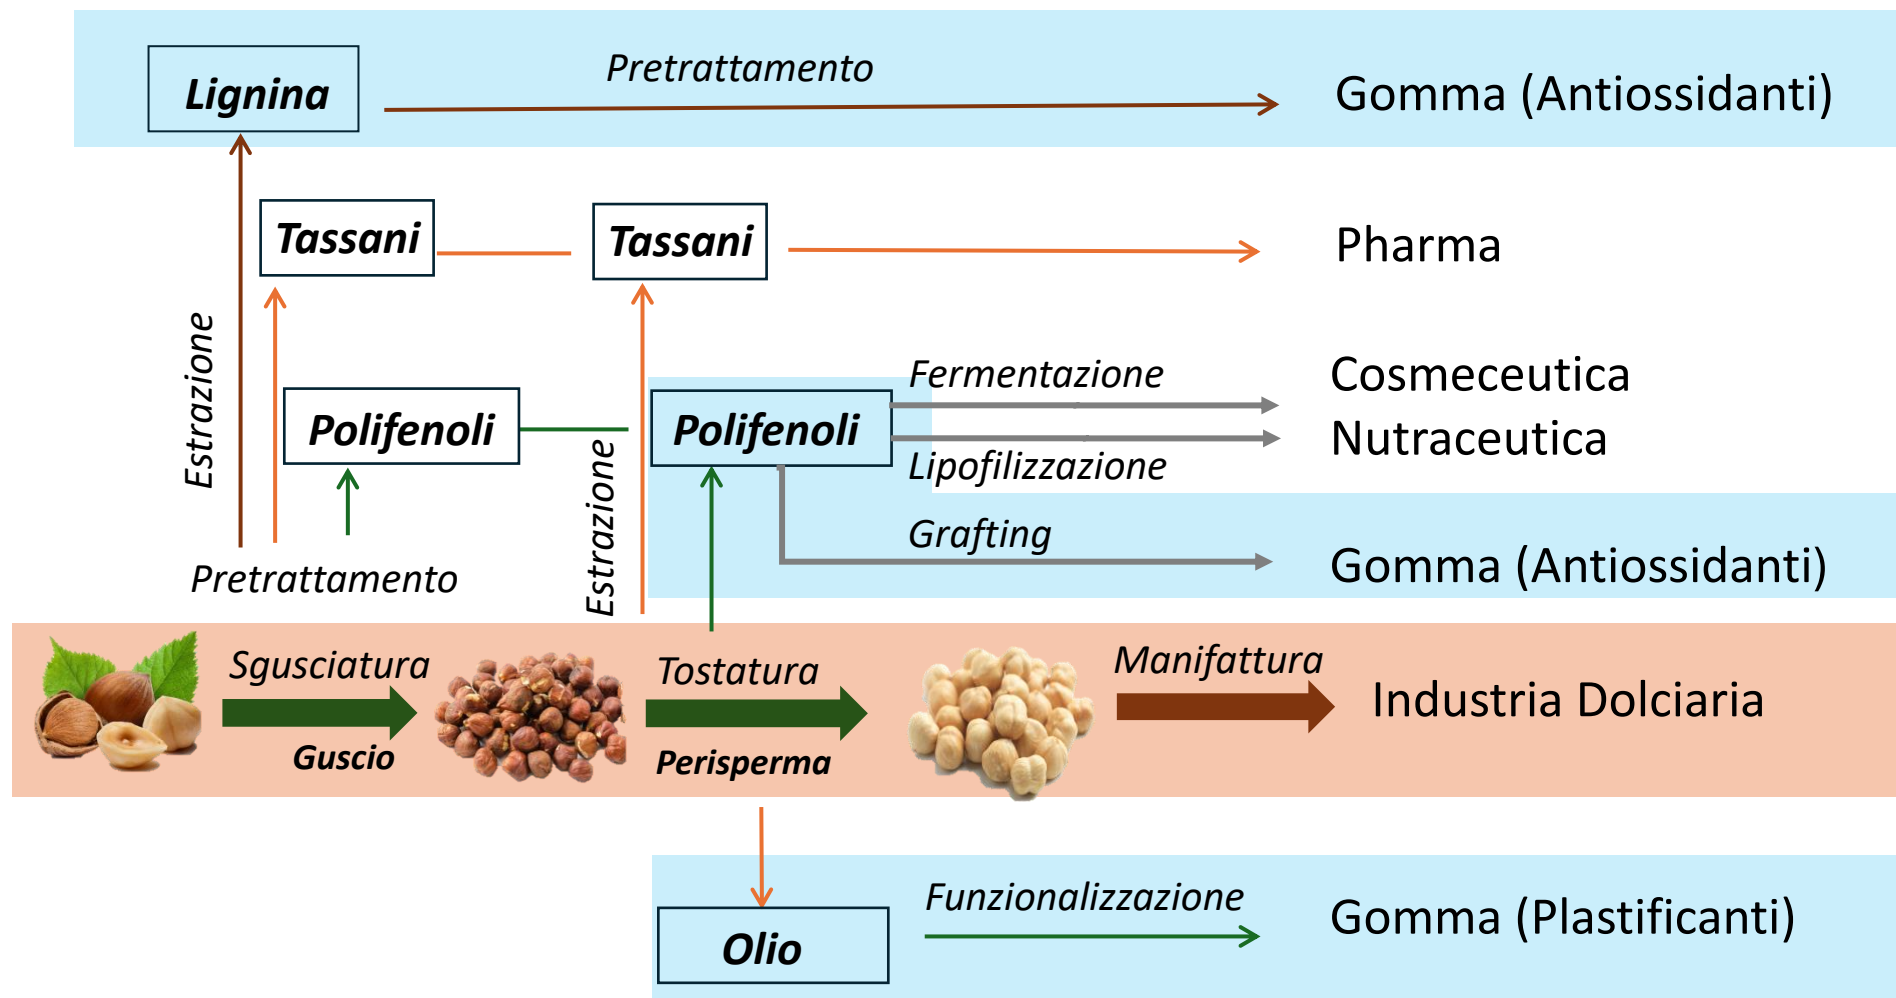 Pretrattamento
Lignina
Gomma (Antiossidanti)
Tassani
Tassani
Pharma
Estrazione
Fermentazione
Cosmeceutica
Polifenoli
Polifenoli
Nutraceutica
Lipofilizzazione
Estrazione
Grafting
Gomma (Antiossidanti)
Pretrattamento
Sgusciatura
Tostatura
Manifattura
Industria Dolciaria
Guscio
Perisperma
Funzionalizzazione
Gomma (Plastificanti)
Olio